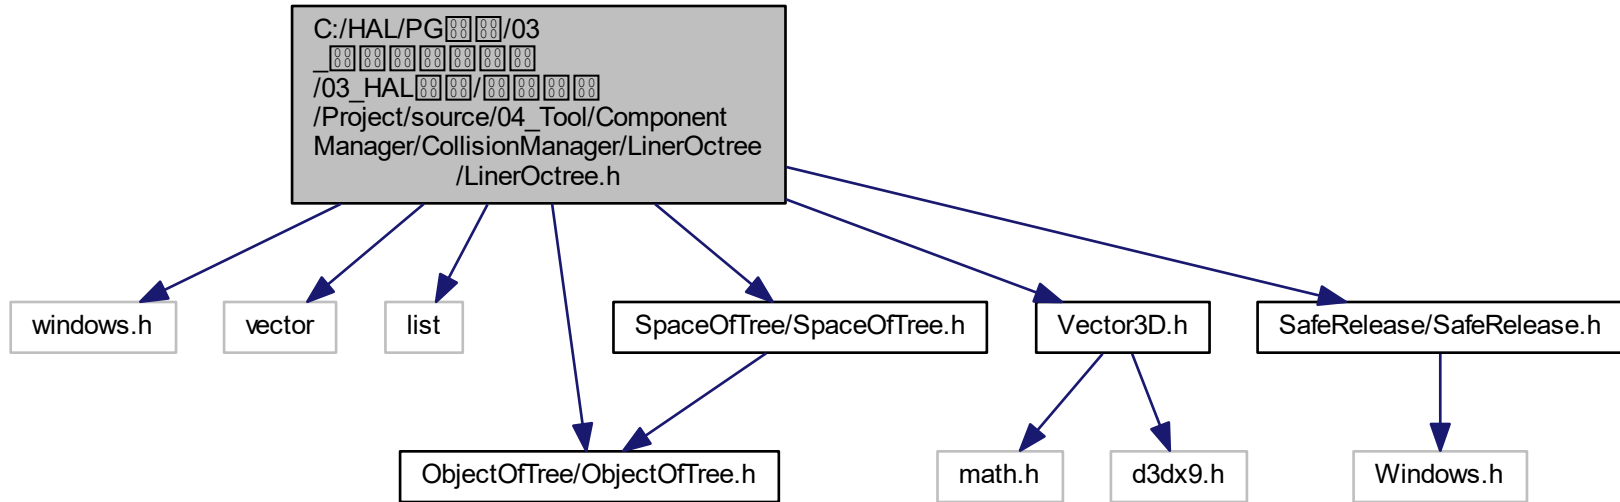 C:/HAL/PG/03
_
/03_HAL/
/Project/source/04_Tool/Component
Manager/CollisionManager/LinerOctree
/LinerOctree.h
windows.h
vector
list
SpaceOfTree/SpaceOfTree.h
Vector3D.h
SafeRelease/SafeRelease.h
ObjectOfTree/ObjectOfTree.h
math.h
d3dx9.h
Windows.h